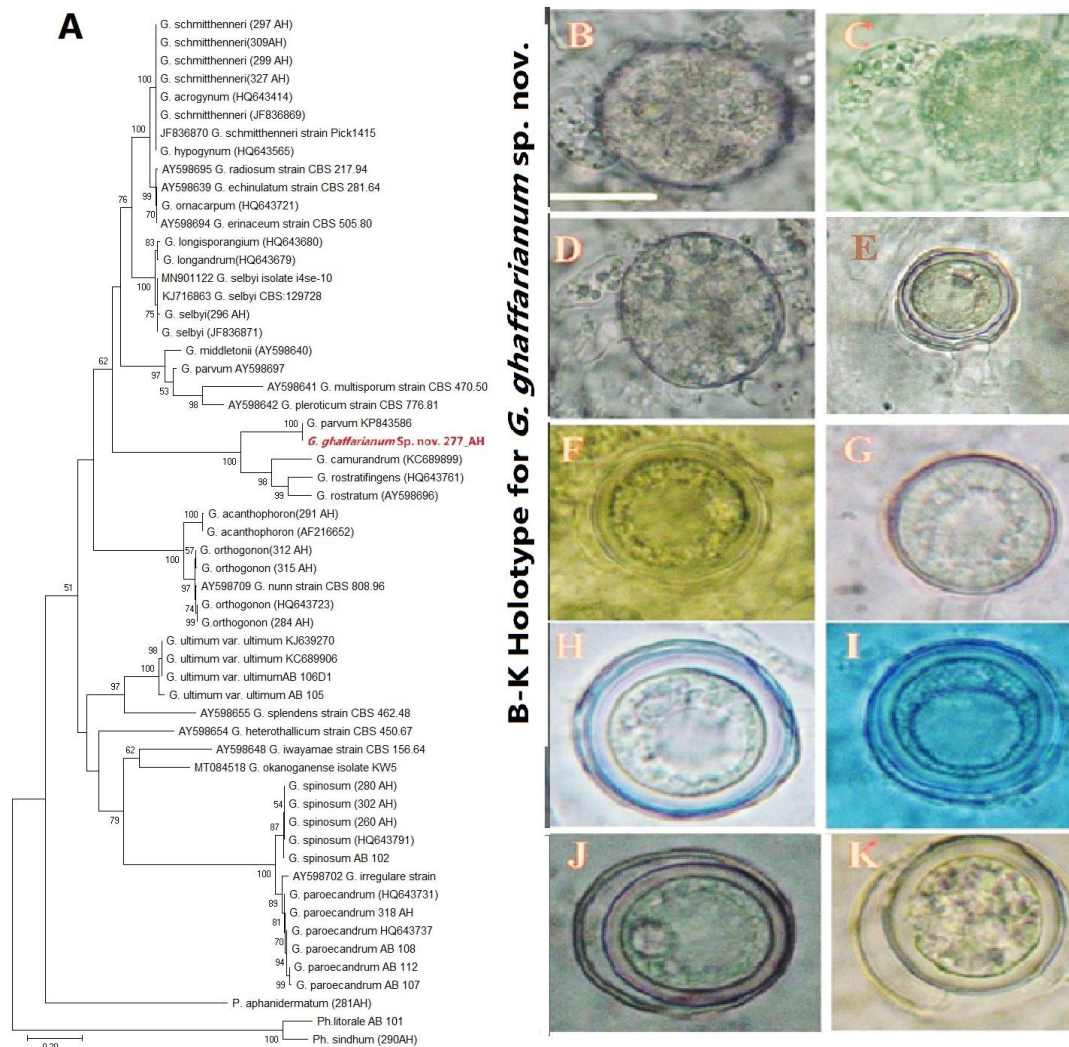 A
G. schmitthenneri (297 AH)
G. schmitthenneri(309AH)
G. schmitthenneri (299 AH)
G. schmitthenneri(327 AH)
100
G. acrogynum (HQ643414)
G. schmitthenneri (JF836869)
JF836870 G. schmitthenneri strain Pick1415
100
G. hypogynum (HQ643565)
AY598695 G. radiosum strain CBS 217.94
AY598639 G. echinulatum strain CBS 281.64
99
G. ornacarpum (HQ643721)
76
70
AY598694 G. erinaceum strain CBS 505.80
83
G. longisporangium (HQ643680)
G. longandrum (HQ643679)
MN901122 G. selbyi isolate i4se-10
100
KJ716863 G. selbyi CBS:129728
75
G. selbyi(296 AH)
G. selbyi (JF836871)
G. middletonii (AY598640)
62
97
G. parvum AY598697
53
AY598641 G. multisporum strain CBS 470.50
98
AY598642 G. pleroticum strain CBS 776.81
100
G. parvum KP843586
G. ghaffarianum Sp. nov. 277_AH
100
G. camurandrum (KC689899)
98
G. rostratifingens (HQ643761)
99
G. rostratum (AY598696)
100
G. acanthophoron(291 AH)
G. acanthophoron (AF216652)
57
G. orthogonon(312 AH)
100
G. orthogonon (315 AH)
51
97
AY598709 G. nunn strain CBS 808.96
74
G. orthogonon (HQ643723)
99
G.orthogonon (284 AH)
G. ultimum var. ultimum KJ639270
98
G. ultimum var. ultimum KC689906
100
G. ultimum var. ultimumAB 106D1
97
G. ultimum var. ultimum AB 105
AY598655 G. splendens strain CBS 462.48
AY598654 G. heterothallicum strain CBS 450.67
62
AY598648 G. iwayamae strain CBS 156.64
MT084518 G. okanoganense isolate KW5
G. spinosum (280 AH)
54
G. spinosum (302 AH)
79
87
G. spinosum (260 AH)
G. spinosum (HQ643791)
G. spinosum AB 102
100
AY598702 G. irregulare strain
89
G. paroecandrum (HQ643731)
81
G. paroecandrum 318 AH
70
G. paroecandrum HQ643737
G. paroecandrum AB 108
94
G. paroecandrum AB 112
99
G. paroecandrum AB 107
P. aphanidermatum (281AH)
Ph.litorale AB 101
100
Ph. sindhum (290AH)
0.20
B-K Holotype for G. ghaffarianum sp. nov.
B
C
D
E
F
G
H
I
J
K